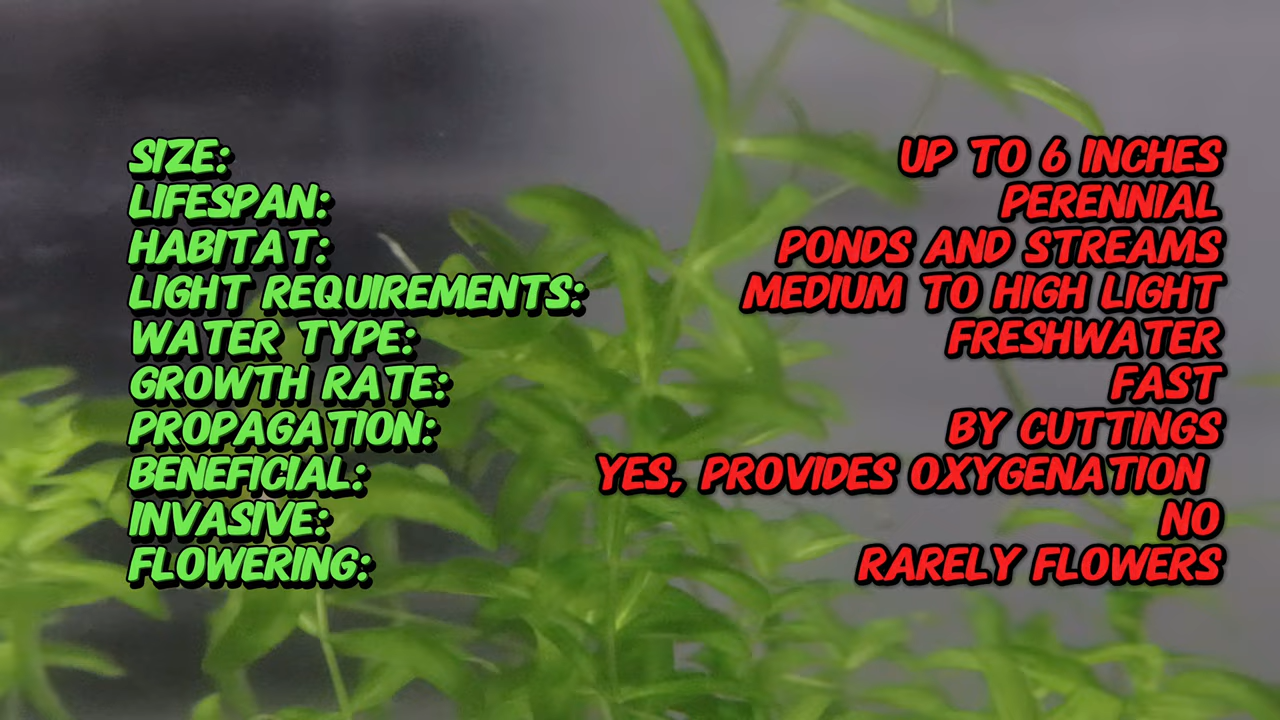 SIZE: UP TO 6 INCHES
LIFESPAN: PERENNIAL
HABITAT: PONDS AND STREAMS
LIGHT REQUIREMENTS: MEDIUM TO HIGH LIGHT
WATER TYPE: FRESHWATER
GROWTH RATE: FAST
PROPAGATION: BY CUTTINGS
BENEFICIAL: YES, PROVIDES OXYGENATION
INVASIVE: NO
FLOWERING: RARELY FLOWERS